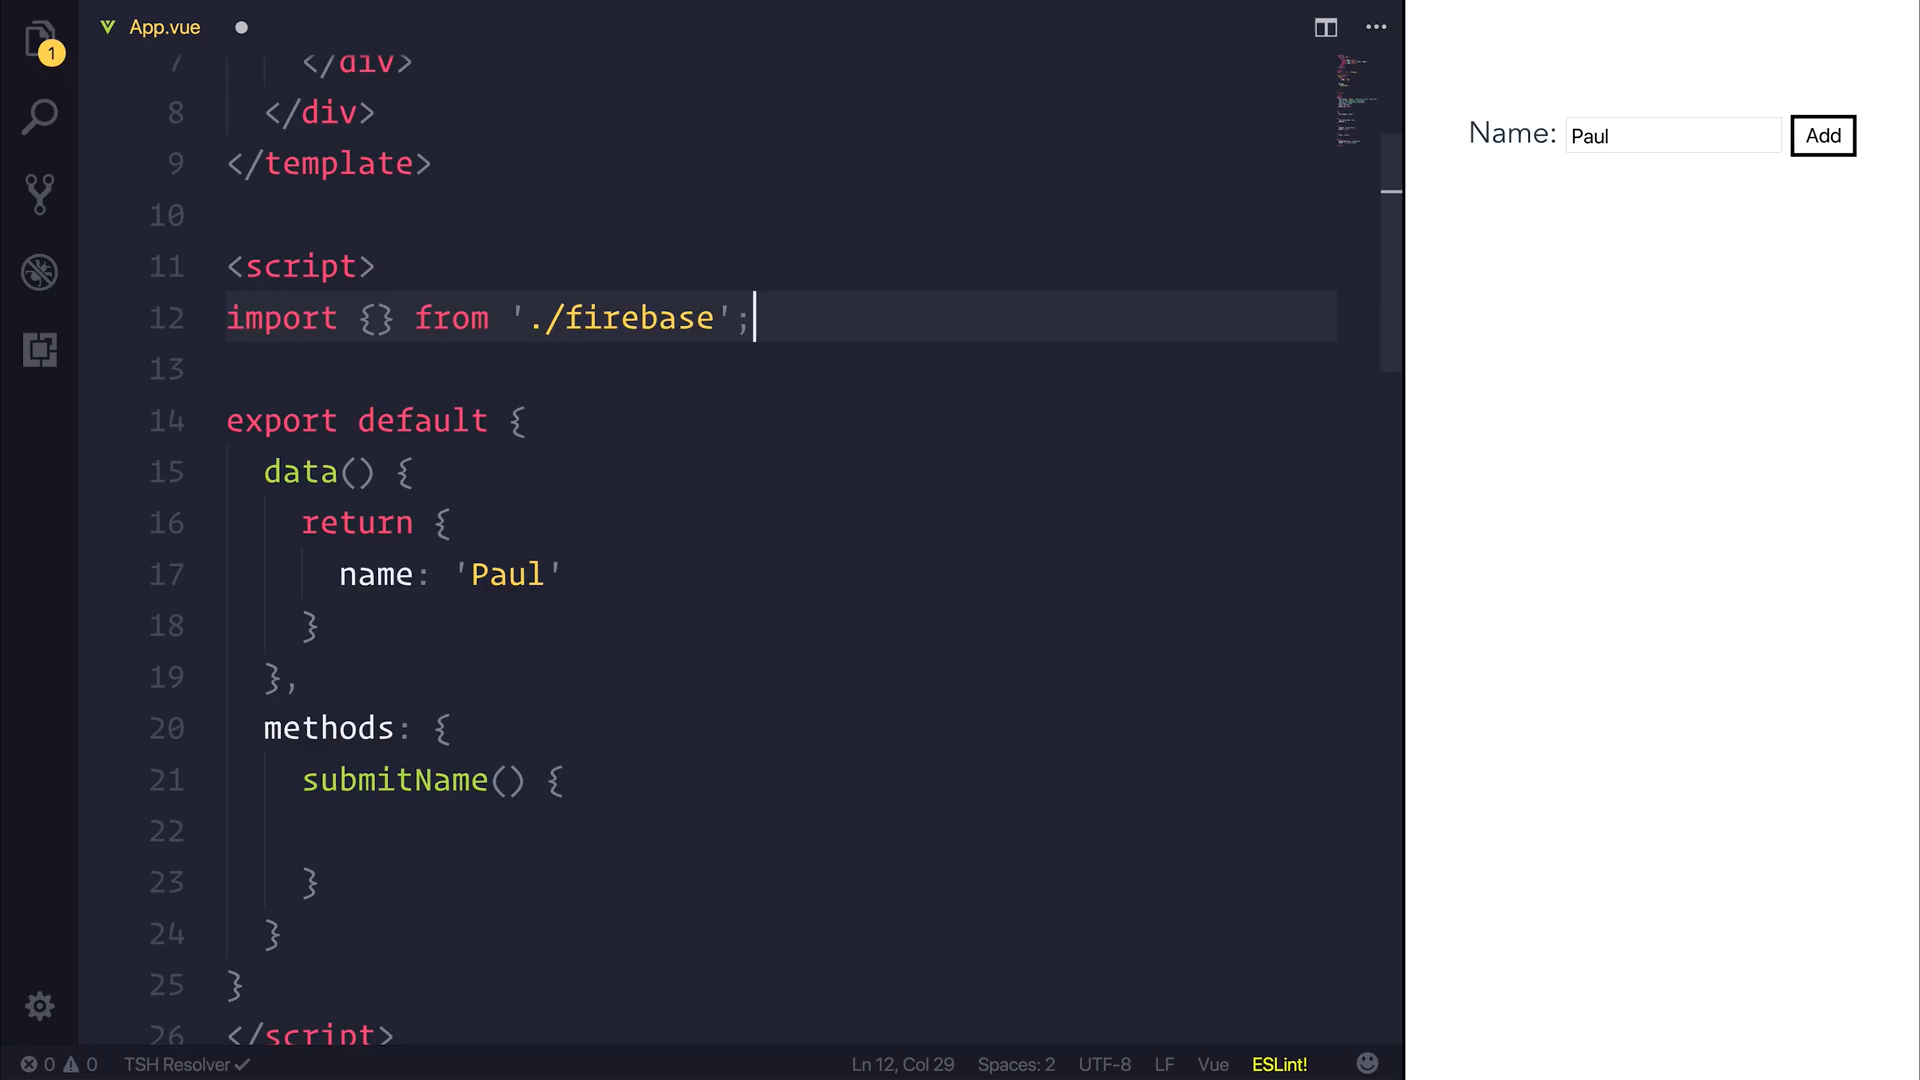 1
App.vue
7 </div>
8 </div>
9 </template>
10
11 <script>
12 import {} from './firebase';
13
14 export default {
15 data() {
16 return {
17 name: 'Paul'
18 }
19 },
20 methods: {
21 submitName() {
22
23 }
24 }
25 }
26 </script>
0 0 TSH Resolver Ln 12, Col 29 Spaces: 2 UTF-8 LF Vue ESLint!
Name: Paul Add